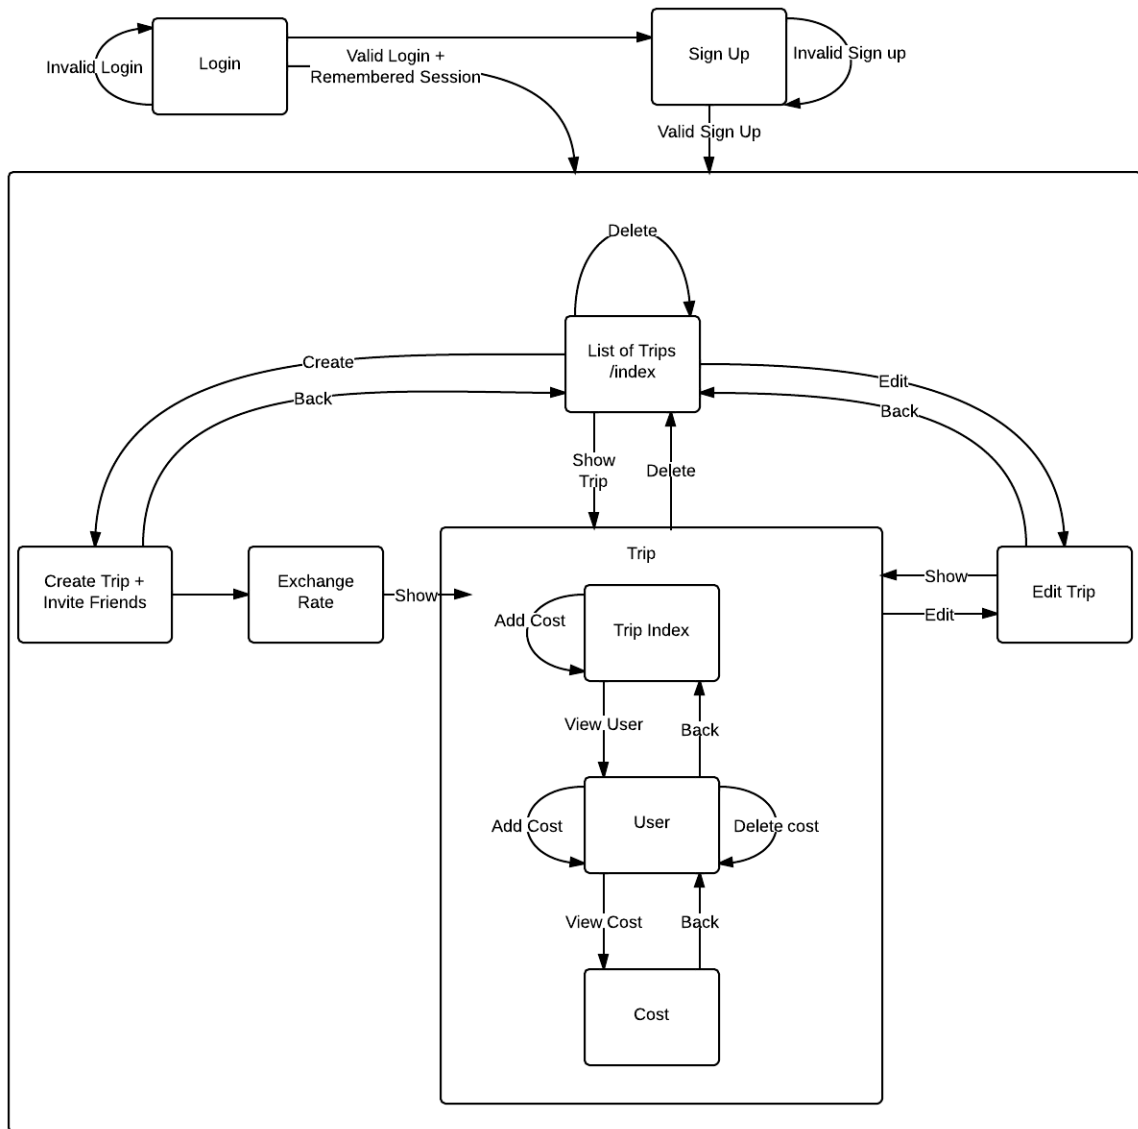 Login
Invalid Login
Valid Login +
Remembered Session
Sign Up
Invalid Sign up
Valid Sign Up
Delete
List of Trips
/index
Create
Back
Edit
Back
Show
Trip
Delete
Create Trip +
Invite Friends
Exchange
Rate
Show
Trip
Show
Edit
Edit Trip
Add Cost
Trip Index
View User
Back
Add Cost
User
Delete cost
View Cost
Back
Cost